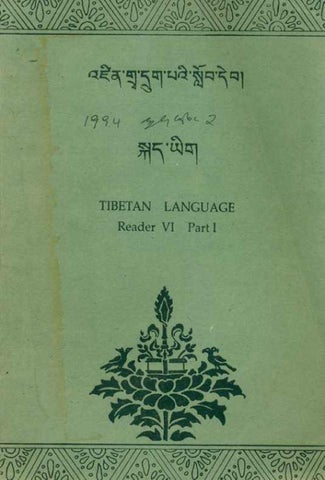 འཛིན་གྲྭ་དྲུག་པའི་སློབ་དེབ།
1994
སྐད་ཡིག
TIBETAN LANGUAGE
Reader VI Part I